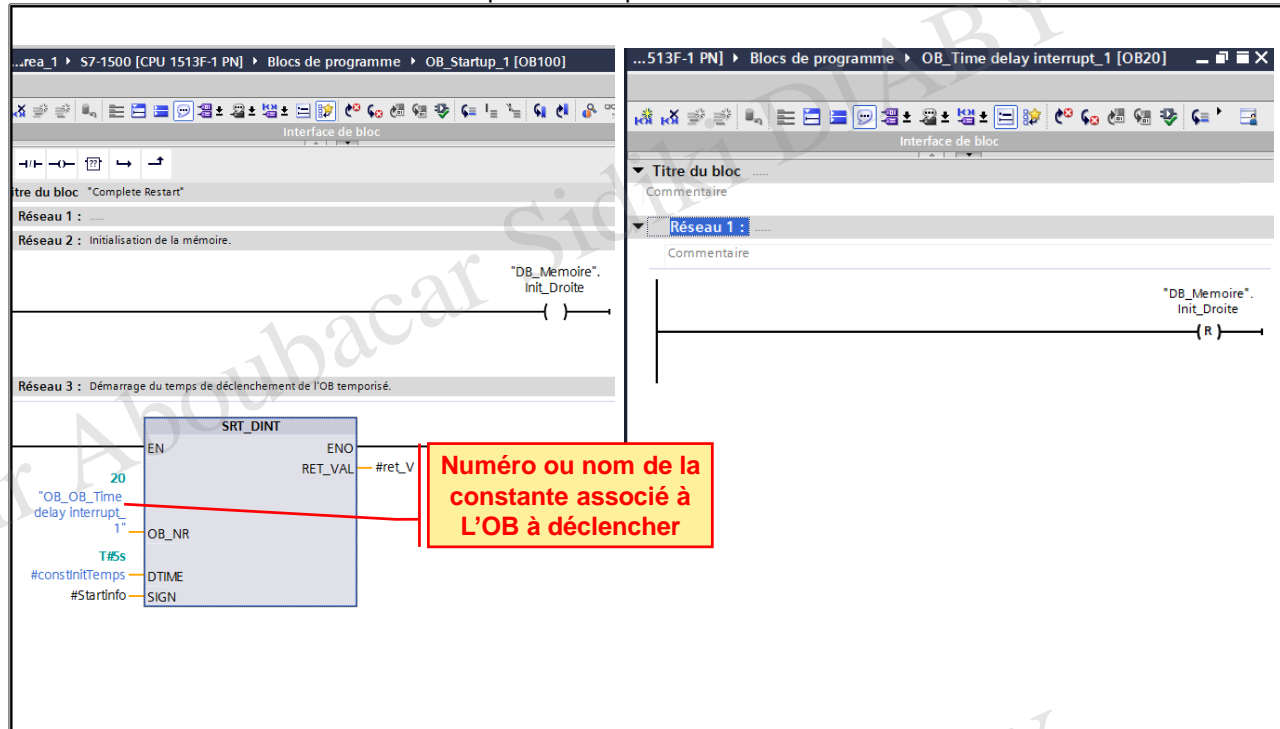 ...rea_1 ▸ S7-1500 [CPU 1513F-1 PN] ▸ Blocs de programme ▸ OB_Startup_1 [OB100]
Interface de bloc
itre du bloc "Complete Restart"
Réseau 1 : .....
Réseau 2 : Initialisation de la mémoire.
"DB_Memoire".
Init_Droite
Réseau 3 : Démarrage du temps de déclenchement de l'OB temporisé.
SRT_DINT
EN
ENO
RET_VAL
#ret_V
20
"OB_OB_Time
delay interrupt_
1"
OB_NR
T#5s
#constInitTemps
DTIME
#Startinfo
SIGN
Numéro ou nom de la
constante associé à
L'OB à déclencher
...513F-1 PN] ▸ Blocs de programme ▸ OB_Time delay interrupt_1 [OB20]
Interface de bloc
Titre du bloc .....
Commentaire
Réseau 1 : .....
Commentaire
"DB_Memoire".
Init_Droite
R
r Aboubacar Sidiki DIABY